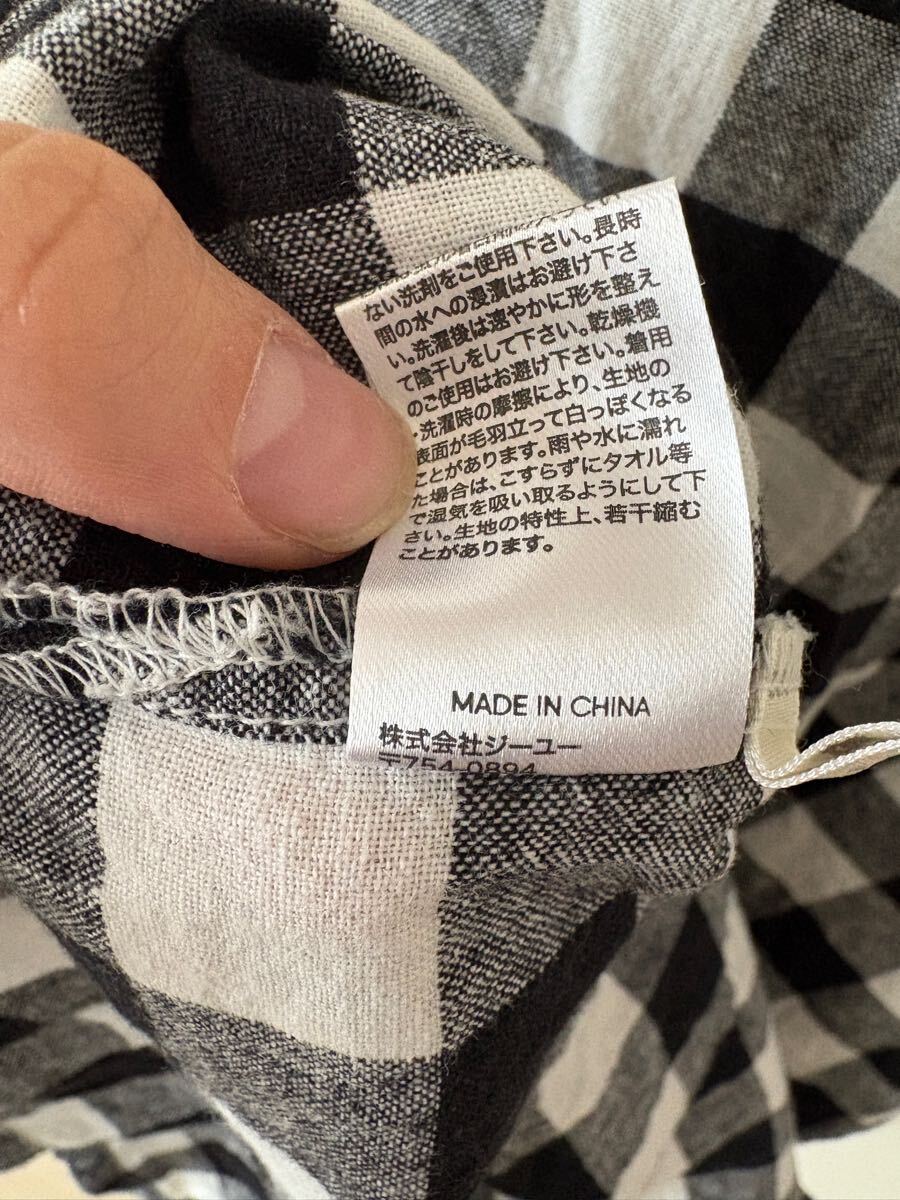 ない洗剤をご使用下さい。長時
間の水への浸漬はお避け下さ
い。洗濯後は速やかに形を整え
て陰干しをして下さい。乾燥機
のご使用はお避け下さい。着用
・洗濯時の摩擦により、生地の
表面が毛羽立って白っぽくなる
ことがあります。雨や水に濡れ
た場合は、こすらずにタオル等
で湿気を吸い取るようにして下
さい。生地の特性上、若干縮む
ことがあります。
MADE IN CHINA
株式会社ジーユー
〒754-0894